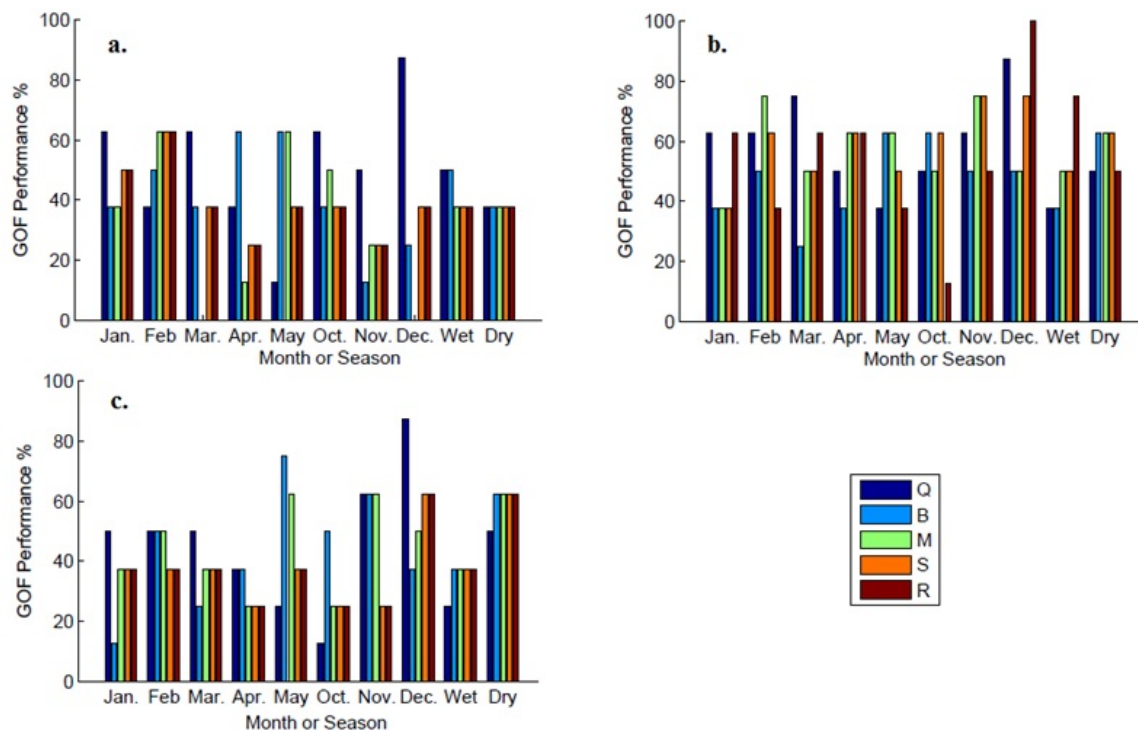 a.
GOF Performance %
100
80
60
40
20
0
Jan. Feb Mar. Apr. May Oct. Nov. Dec. Wet Dry
Month or Season
b.
GOF Performance %
100
80
60
40
20
0
Jan. Feb Mar. Apr. May Oct. Nov. Dec. Wet Dry
Month or Season
c.
GOF Performance %
100
80
60
40
20
0
Jan. Feb Mar. Apr. May Oct. Nov. Dec. Wet Dry
Month or Season
Q
B
M
S
R